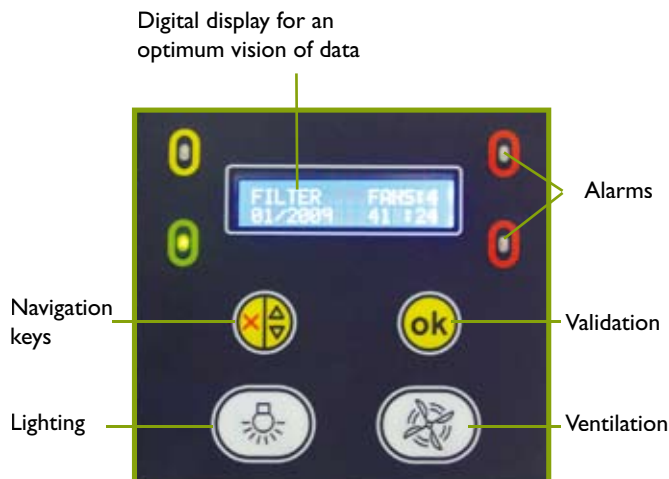 Digital display for an
optimum vision of data
FILTER FANS:4
01/2009 41 :24
Alarms
Navigation
keys
ok
Validation
Lighting
Ventilation